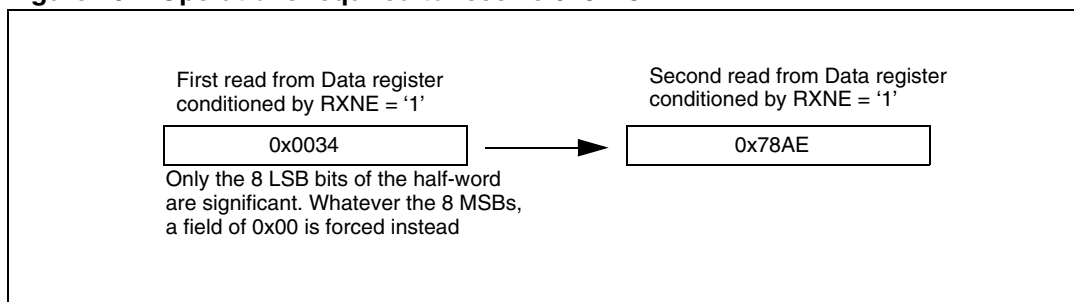 First read from Data register
conditioned by RXNE = ‘1’
0x0034
Only the 8 LSB bits of the half-word
are significant. Whatever the 8 MSBs,
a field of 0x00 is forced instead
Second read from Data register
conditioned by RXNE = ‘1’
0x78AE